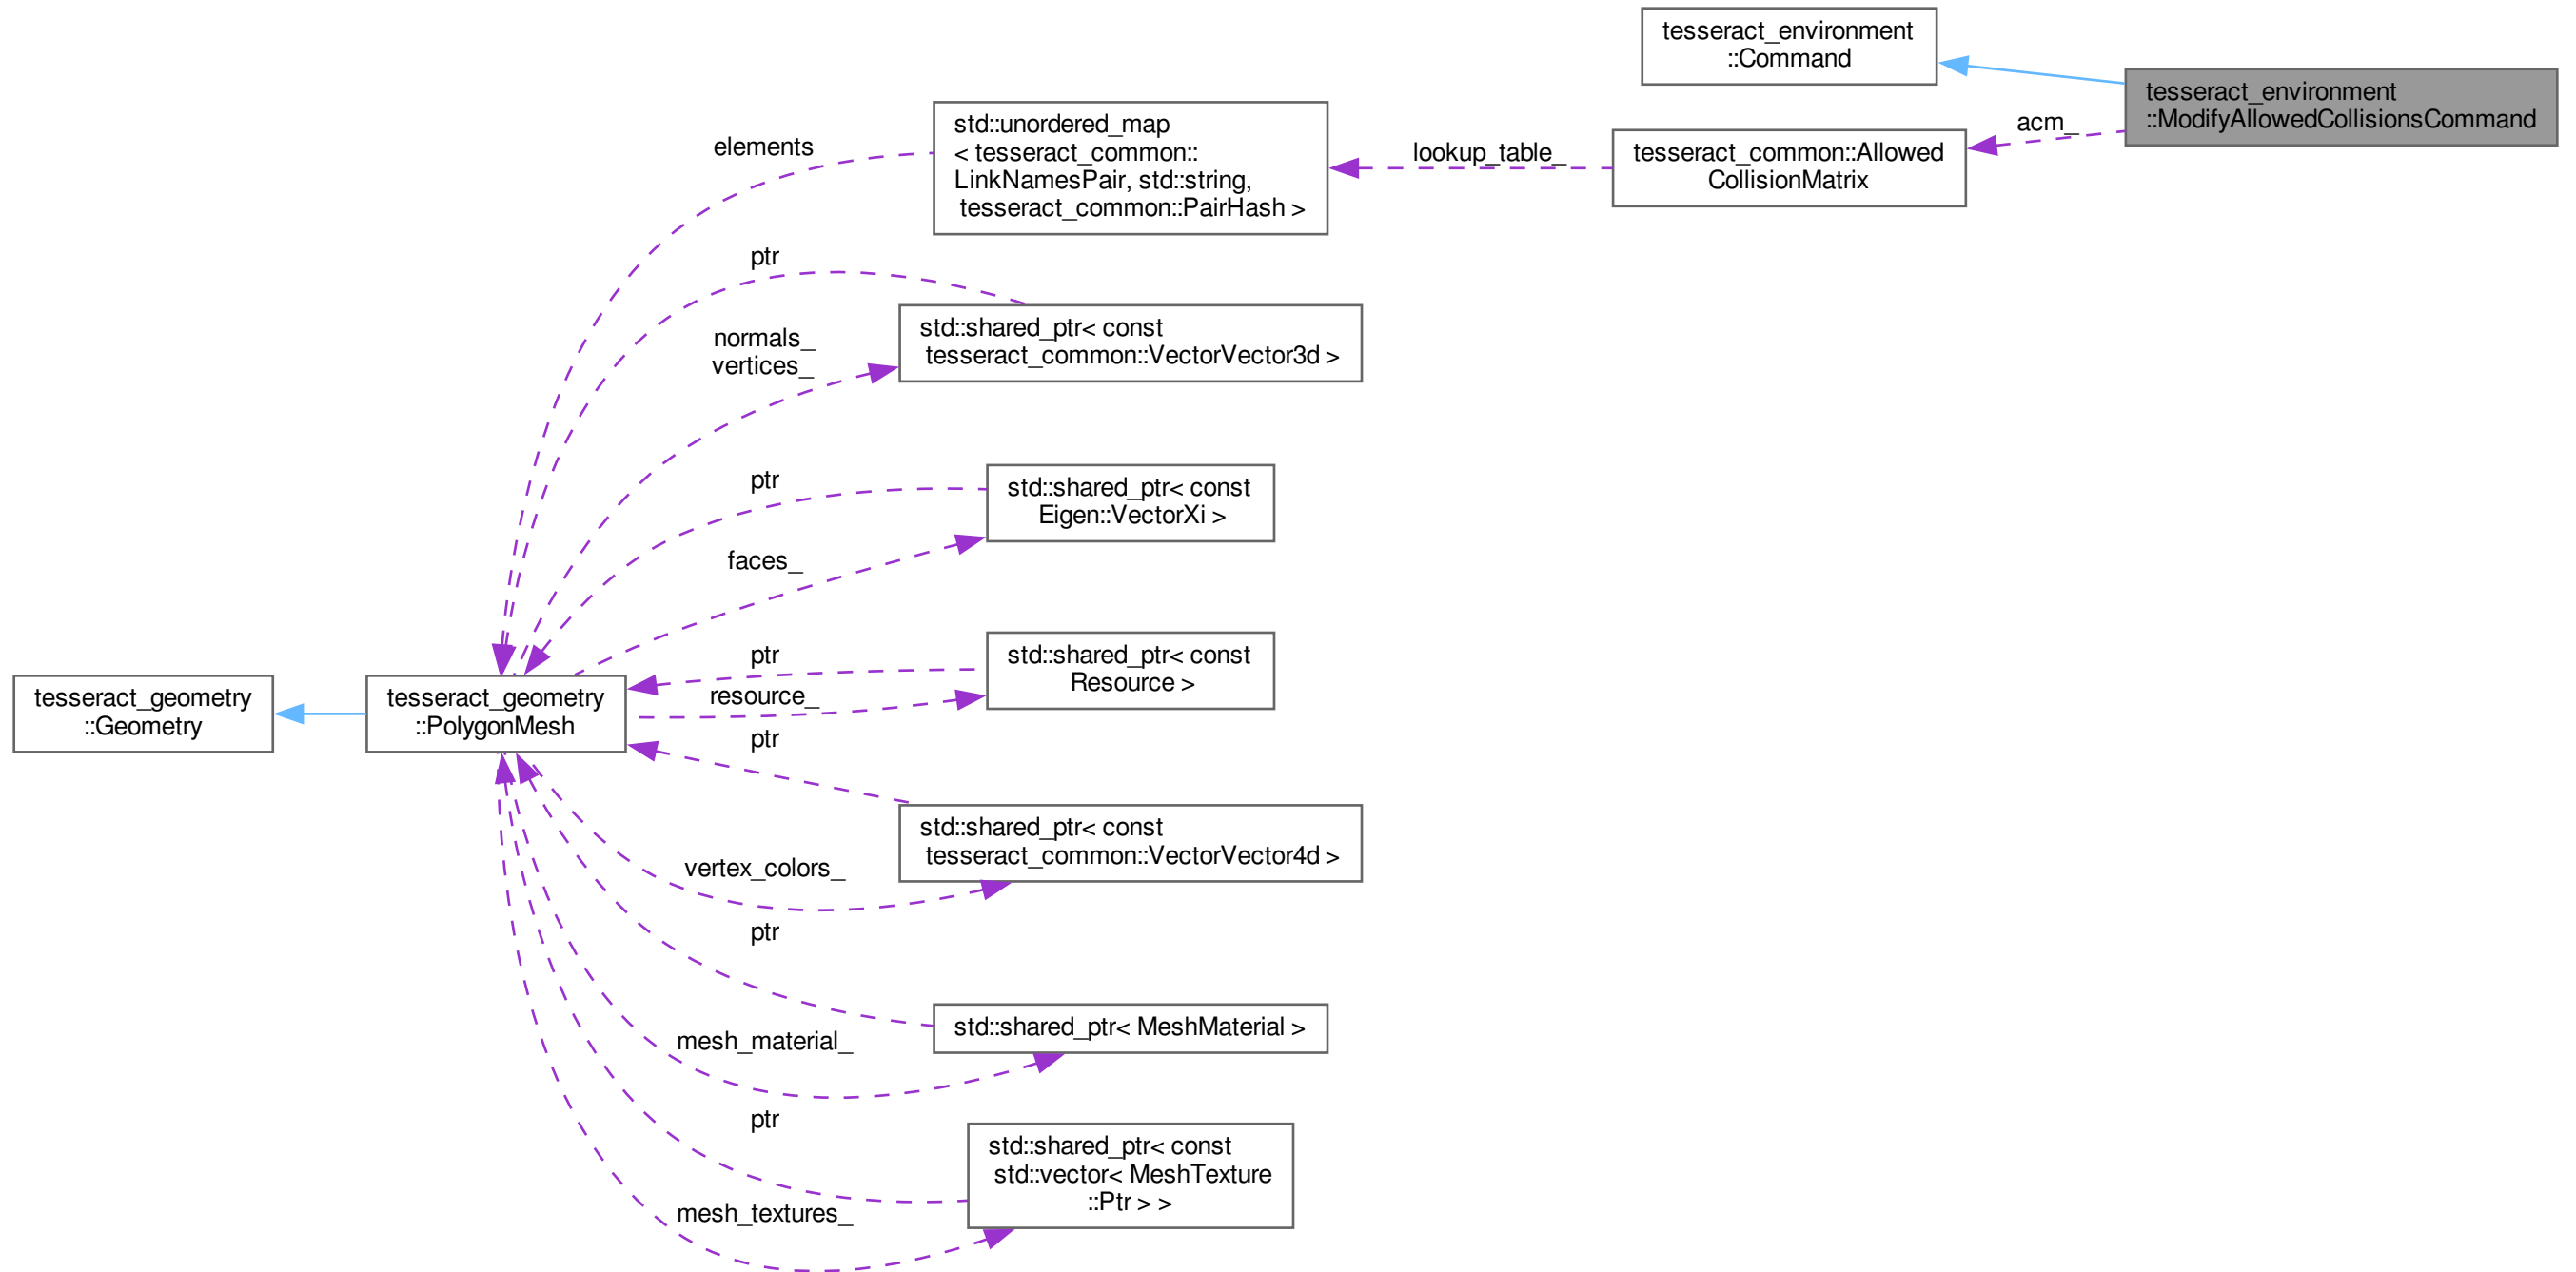 tesseract_environment
::Command
tesseract_environment
::ModifyAllowedCollisionsCommand
acm_
tesseract_common::Allowed
CollisionMatrix
lookup_table_
std::unordered_map
< tesseract_common::
LinkNamesPair, std::string,
tesseract_common::PairHash >
elements
ptr
std::shared_ptr< const
tesseract_common::VectorVector3d >
normals_
vertices_
ptr
std::shared_ptr< const
Eigen::VectorXi >
faces_
std::shared_ptr< const
Resource >
ptr
resource_
tesseract_geometry
::Geometry
tesseract_geometry
::PolygonMesh
ptr
std::shared_ptr< const
tesseract_common::VectorVector4d >
vertex_colors_
ptr
std::shared_ptr< MeshMaterial >
mesh_material_
ptr
std::shared_ptr< const
std::vector< MeshTexture
::Ptr > >
mesh_textures_